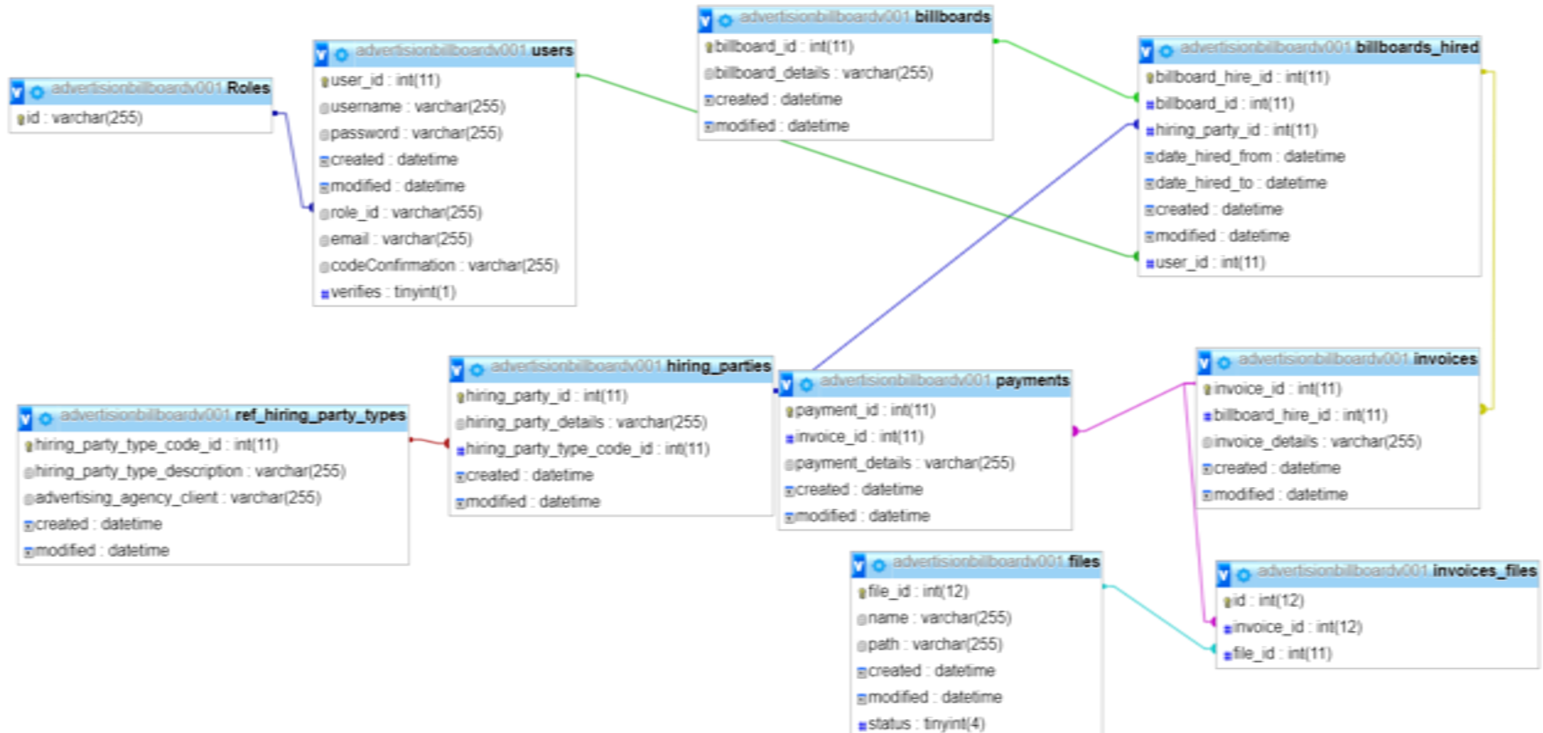 advertisionbillboardv001 Roles
id : varchar(255)
advertisionbillboardv001 users
user_id : int(11)
username : varchar(255)
password : varchar(255)
created : datetime
modified : datetime
role_id : varchar(255)
email : varchar(255)
codeConfirmation : varchar(255)
verifies : tinyint(1)
advertisionbillboardv001 billboards
billboard_id : int(11)
billboard_details : varchar(255)
created : datetime
modified : datetime
advertisionbillboardv001 billboards_hired
billboard_hire_id : int(11)
billboard_id : int(11)
hiring_party_id : int(11)
date_hired_from : datetime
date_hired_to : datetime
created : datetime
modified : datetime
user_id : int(11)
advertisionbillboardv001 ref_hiring_party_types
hiring_party_type_code_id : int(11)
hiring_party_type_description : varchar(255)
advertising_agency_client : varchar(255)
created : datetime
modified : datetime
advertisionbillboardv001 hiring_parties
hiring_party_id : int(11)
hiring_party_details : varchar(255)
hiring_party_type_code_id : int(11)
created : datetime
modified : datetime
advertisionbillboardv001 payments
payment_id : int(11)
invoice_id : int(11)
payment_details : varchar(255)
created : datetime
modified : datetime
advertisionbillboardv001 invoices
invoice_id : int(11)
billboard_hire_id : int(11)
invoice_details : varchar(255)
created : datetime
modified : datetime
advertisionbillboardv001 files
file_id : int(12)
name : varchar(255)
path : varchar(255)
created : datetime
modified : datetime
status : tinyint(4)
advertisionbillboardv001 invoices_files
id : int(12)
invoice_id : int(12)
file_id : int(11)